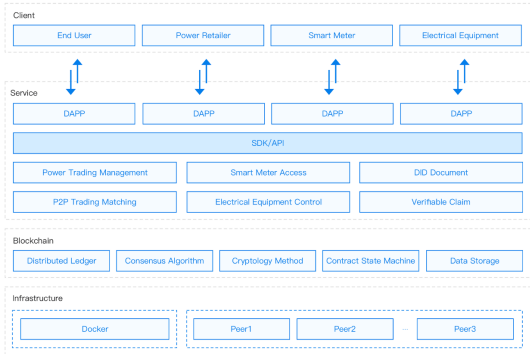 Client
End User
Power Retailer
Smart Meter
Electrical Equipment
Service
DAPP
DAPP
DAPP
DAPP
SDK/API
Power Trading Management
Smart Meter Access
DID Document
P2P Trading Matching
Electrical Equipment Control
Verifiable Claim
Blockchain
Distributed Ledger
Consensus Algorithm
Cryptology Method
Contract State Machine
Data Storage
Infrastructure
Docker
Peer1
Peer2
...
Peer3